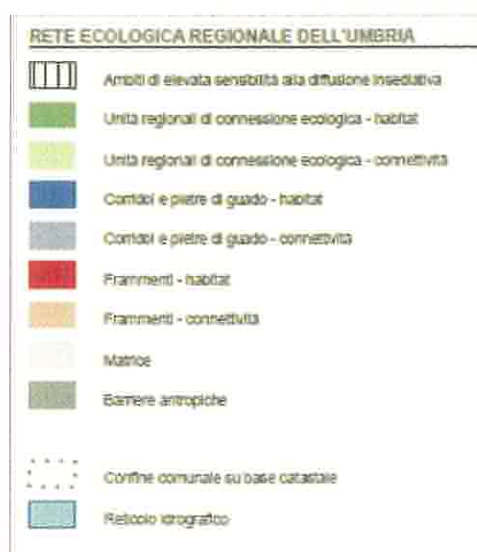 RETE ECOLOGICA REGIONALE DELL'UMBRIA
Ambiti di elevata sensibilità alla diffusione insediativa
Unità regionali di connessione ecologica - habitat
Unità regionali di connessione ecologica - connettività
Corridoi e pietre di guado - habitat
Corridoi e pietre di guado - connettività
Frammenti - habitat
Frammenti - connettività
Matrice
Barriere antropiche
Confine comunale su base catastale
Reticolo idrografico